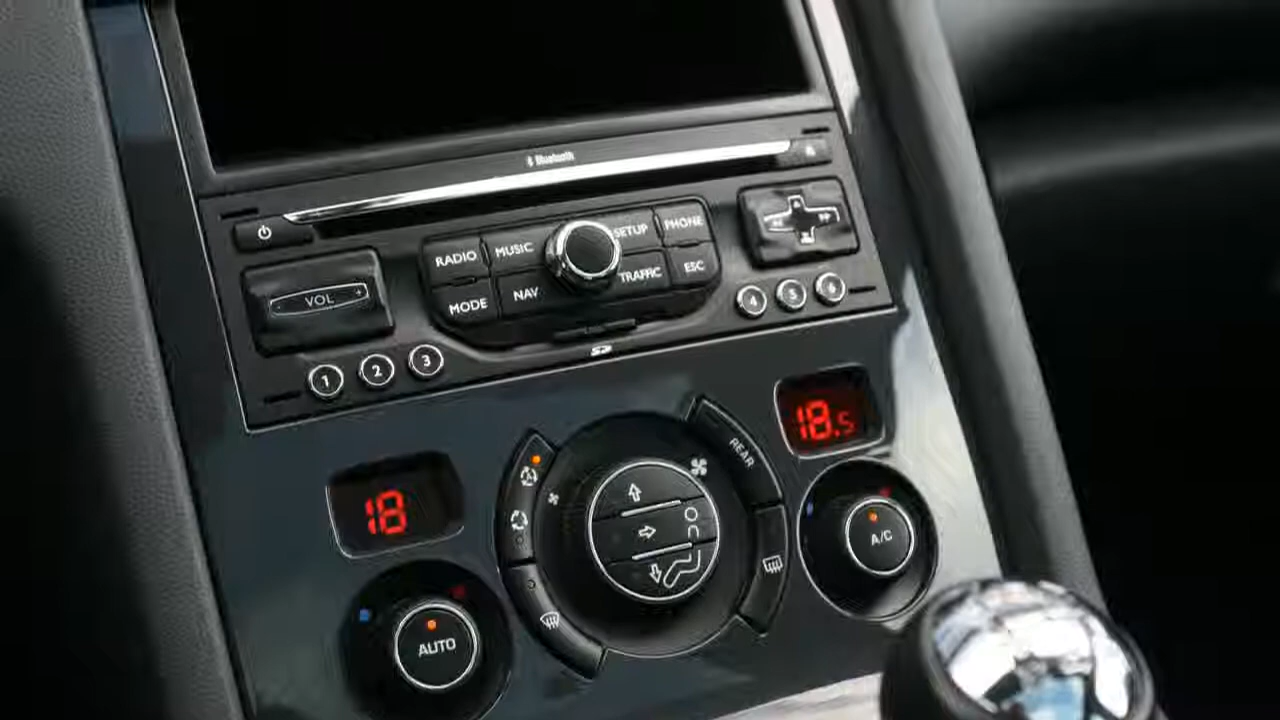 Bluetooth
RADIO MUSIC SETUP PHONE
MODE NAV TRAFFIC ESC
- VOL +
1 2 3
4 5 6
SD
REAR
18.5
18
A/C
AUTO